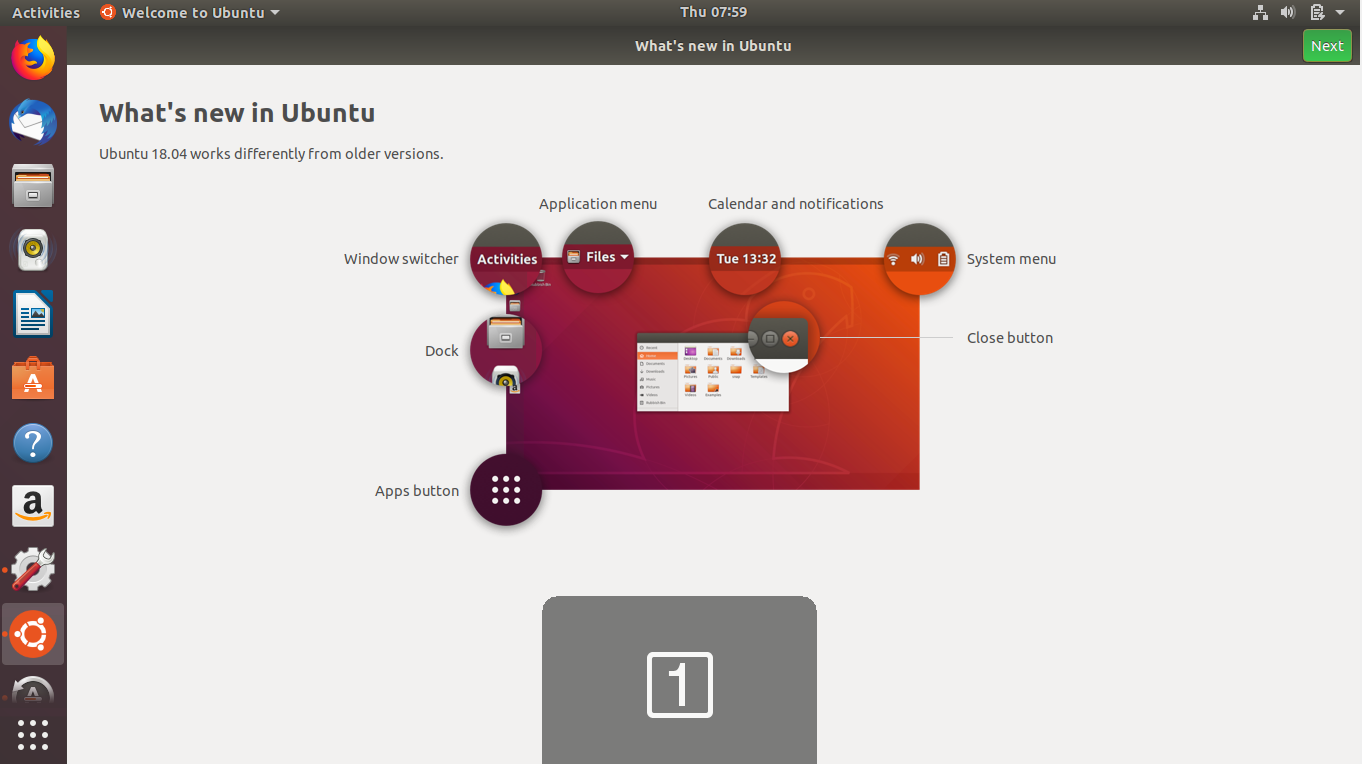 Activities Welcome to Ubuntu Thu 07:59
What's new in Ubuntu Next
What's new in Ubuntu
Ubuntu 18.04 works differently from older versions.
Application menu Calendar and notifications
Window switcher Activities Files Tue 13:32 System menu
Close button
Dock
Apps button
1